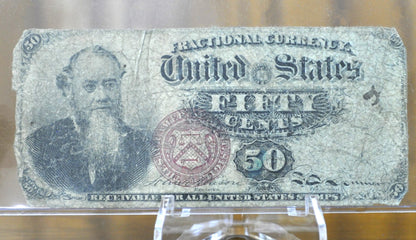 FRACTIONAL CURRENCY.
50
United States
FIFTY
CENTS
50
RECEIVABLE FOR ALL UNITED STATES STAMPS